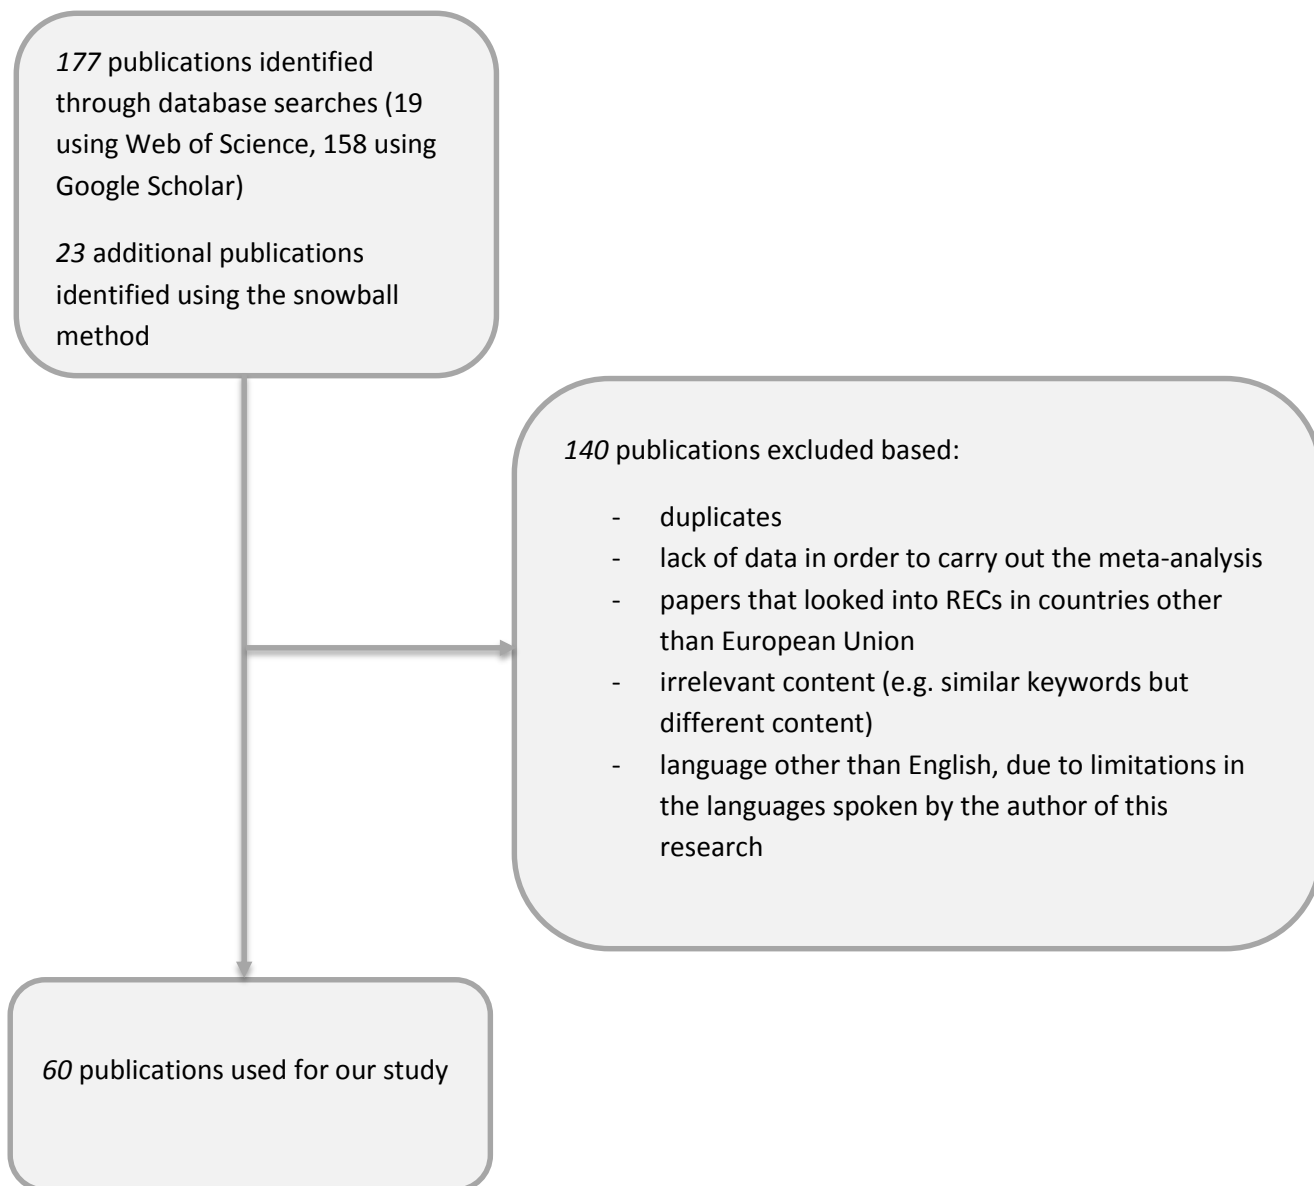 177 publications identified
through database searches (19
using Web of Science, 158 using
Google Scholar)
23 additional publications
identified using the snowball
method
140 publications excluded based:
- duplicates
- lack of data in order to carry out the meta-analysis
- papers that looked into RECs in countries other
than European Union
- irrelevant content (e.g. similar keywords but
different content)
- language other than English, due to limitations in
the languages spoken by the author of this
research
60 publications used for our study